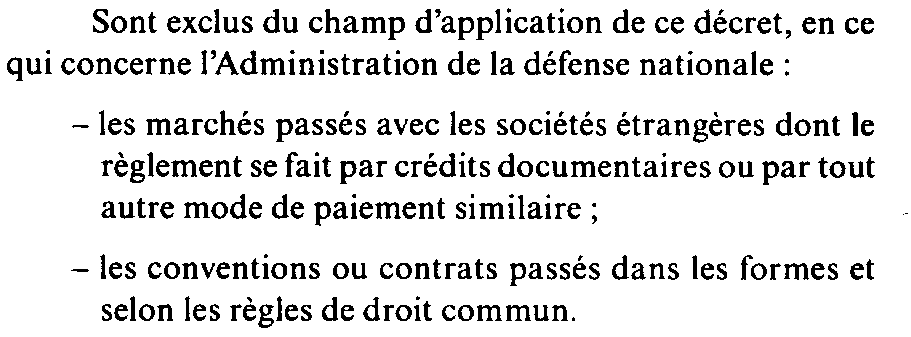 Sont exclus du champ d'application de ce décret, en ce
qui concerne l'Administration de la défense nationale :
– les marchés passés avec les sociétés étrangères dont le
règlement se fait par crédits documentaires ou par tout
autre mode de paiement similaire ;
– les conventions ou contrats passés dans les formes et
selon les règles de droit commun.